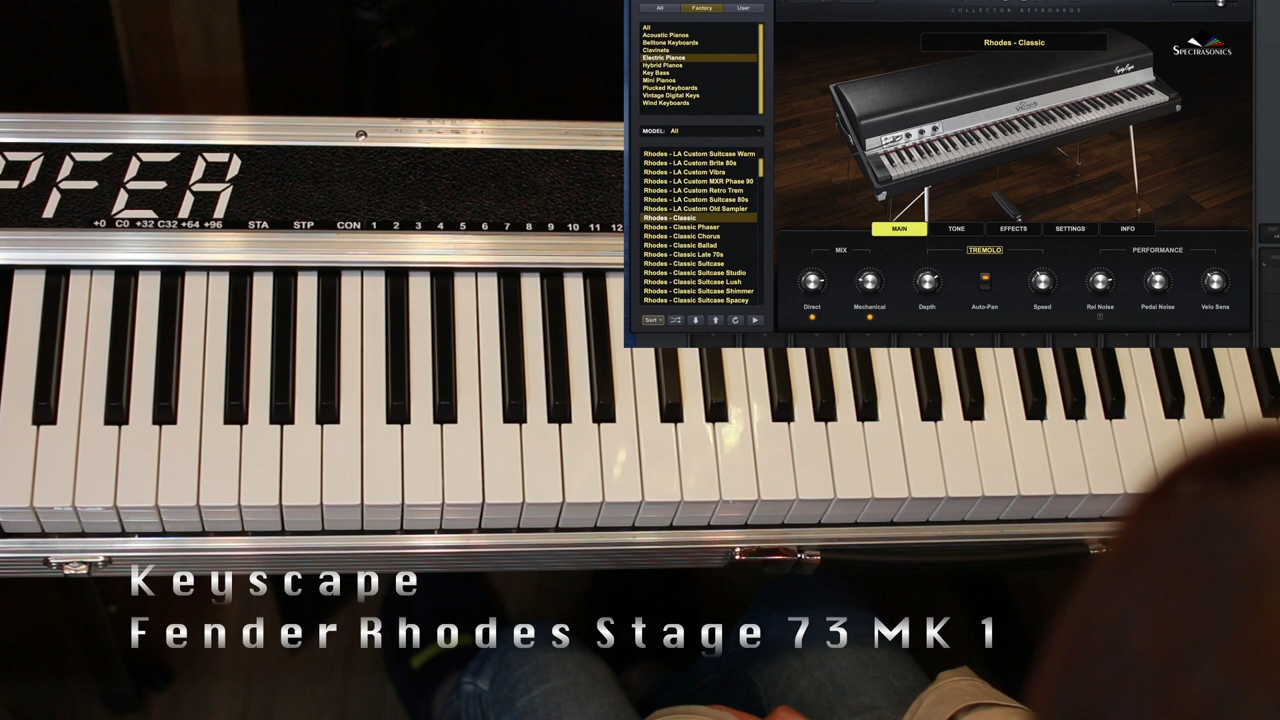 All Factory User
All
Acoustic Pianos
Belltone Keyboards
Clavinets
Electric Pianos
Hybrid Pianos
Key Bass
Mini Pianos
Plucked Keyboards
Vintage Digital Keys
Wind Keyboards
MODEL: All
Rhodes - LA Custom Suitcase Warm
Rhodes - LA Custom Brite 80s
Rhodes - LA Custom Vibra
Rhodes - LA Custom MXR Phase 90
Rhodes - LA Custom Retro Trem
Rhodes - LA Custom Suitcase 80s
Rhodes - LA Custom Old Sampler
Rhodes - Classic
Rhodes - Classic Phaser
Rhodes - Classic Chorus
Rhodes - Classic Ballad
Rhodes - Classic Late 70s
Rhodes - Classic Suitcase
Rhodes - Classic Suitcase Studio
Rhodes - Classic Suitcase Lush
Rhodes - Classic Suitcase Shimmer
Rhodes - Classic Suitcase Spacey
Sort
COLLECTOR KEYBOARDS
Rhodes - Classic
SPECTRASONICS
MAIN TONE EFFECTS SETTINGS INFO
MIX TREMOLO PERFORMANCE
Direct Mechanical Depth Auto-Pan Speed Rel Noise Pedal Noise Velo Sens
PFER
+0 C0 +32 C32 +64 +96 STA STP CON 1 2 3 4 5 6 7 8 9 10 11 12
Keyscape
Fender Rhodes Stage 73 MK 1